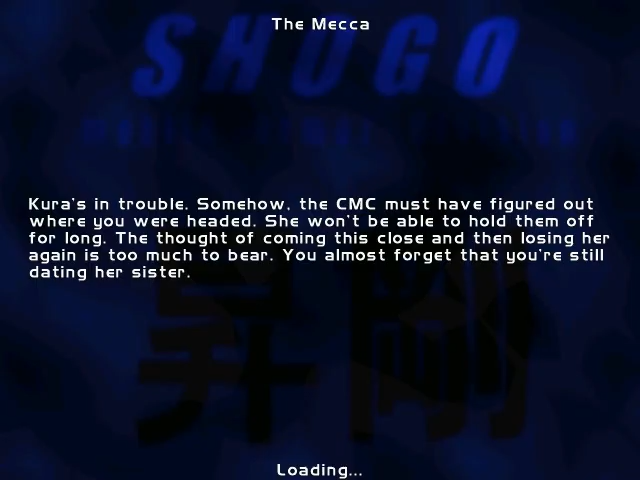 The Mecca
SHOGO
Kura's in trouble. Somehow, the CMC must have figured out
where you were headed. She won't be able to hold them off
for long. The thought of coming this close and then losing her
again is too much to bear. You almost forget that you're still
dating her sister.
昇剛
Loading...